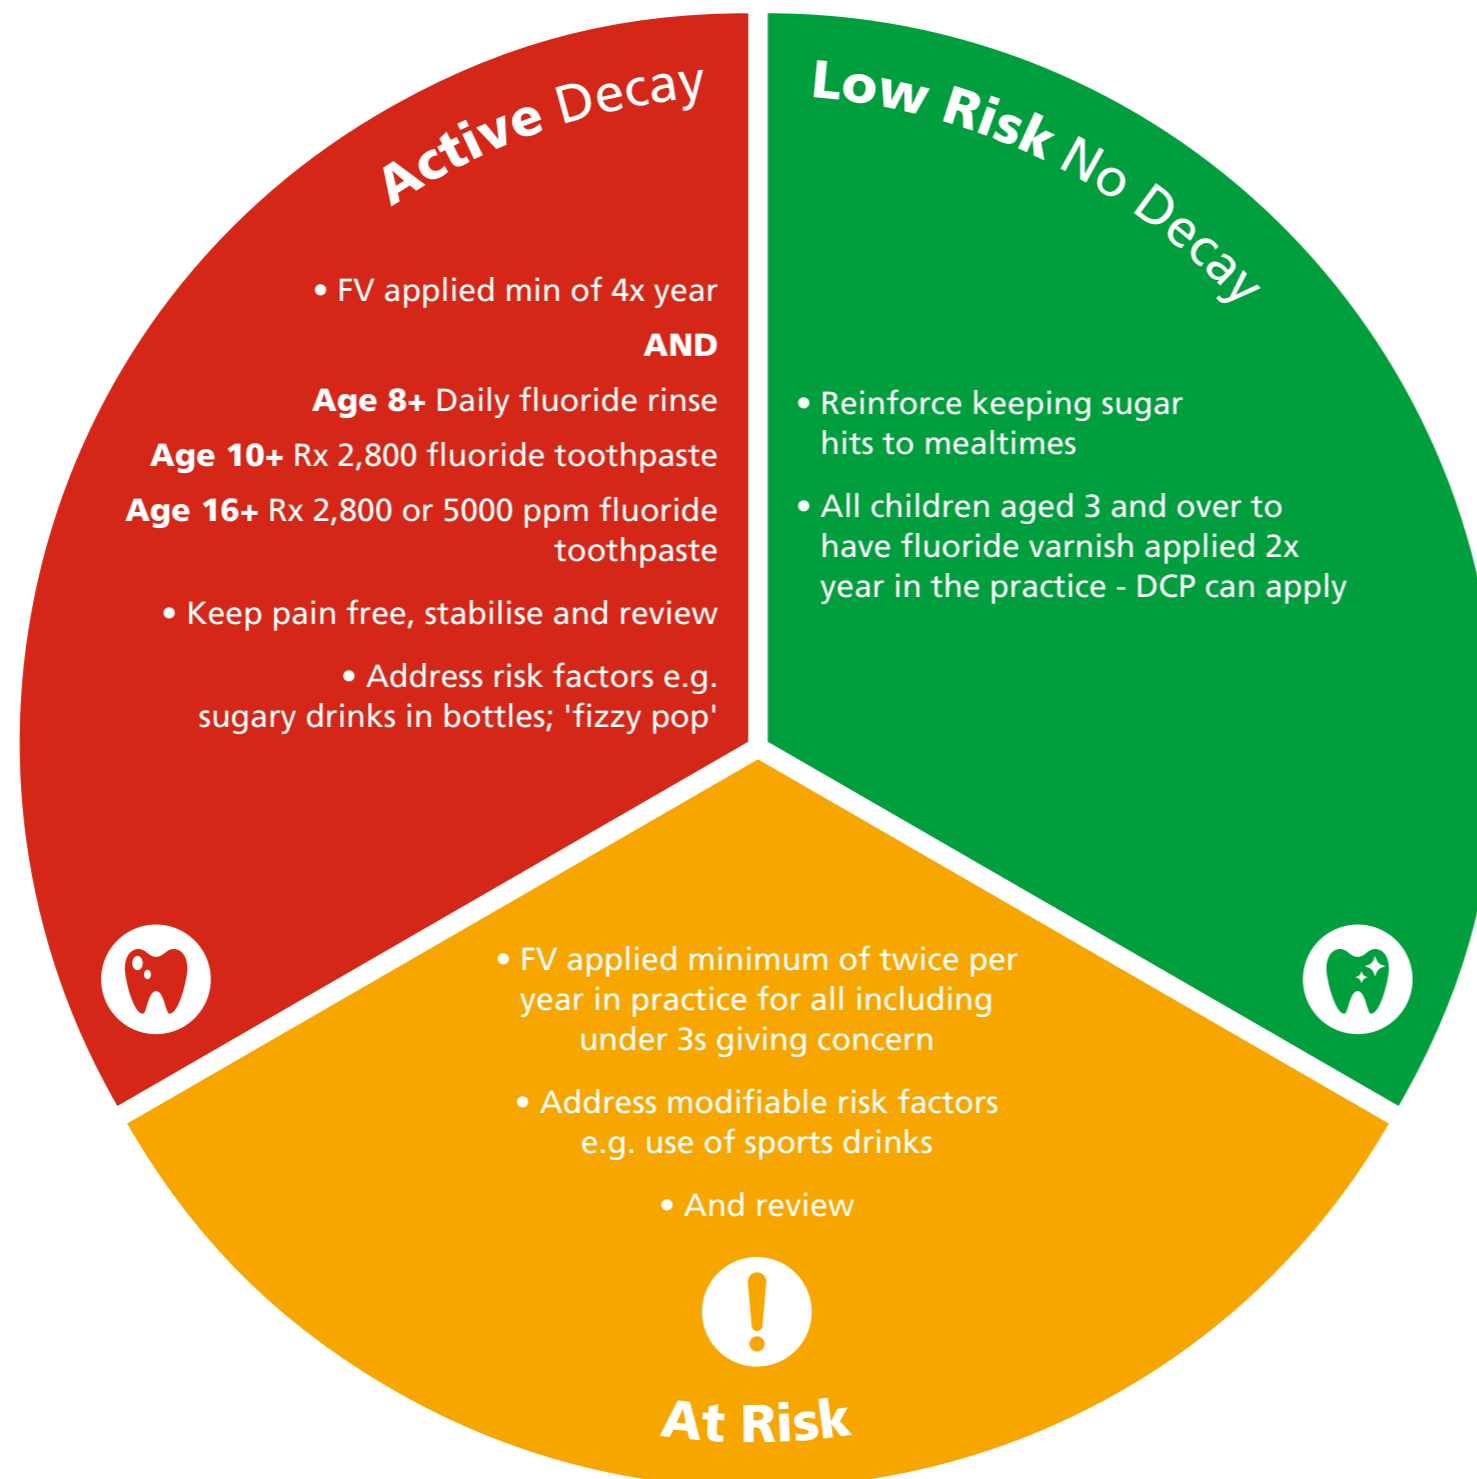 Active Decay
• FV applied min of 4x year
AND
Age 8+ Daily fluoride rinse
Age 10+ Rx 2,800 fluoride toothpaste
Age 16+ Rx 2,800 or 5000 ppm fluoride
toothpaste
• Keep pain free, stabilise and review
• Address risk factors e.g.
sugary drinks in bottles; 'fizzy pop'
Low Risk No Decay
• Reinforce keeping sugar
hits to mealtimes
• All children aged 3 and over to
have fluoride varnish applied 2x
year in the practice - DCP can apply
• FV applied minimum of twice per
year in practice for all including
under 3s giving concern
• Address modifiable risk factors
e.g. use of sports drinks
• And review
!
At Risk